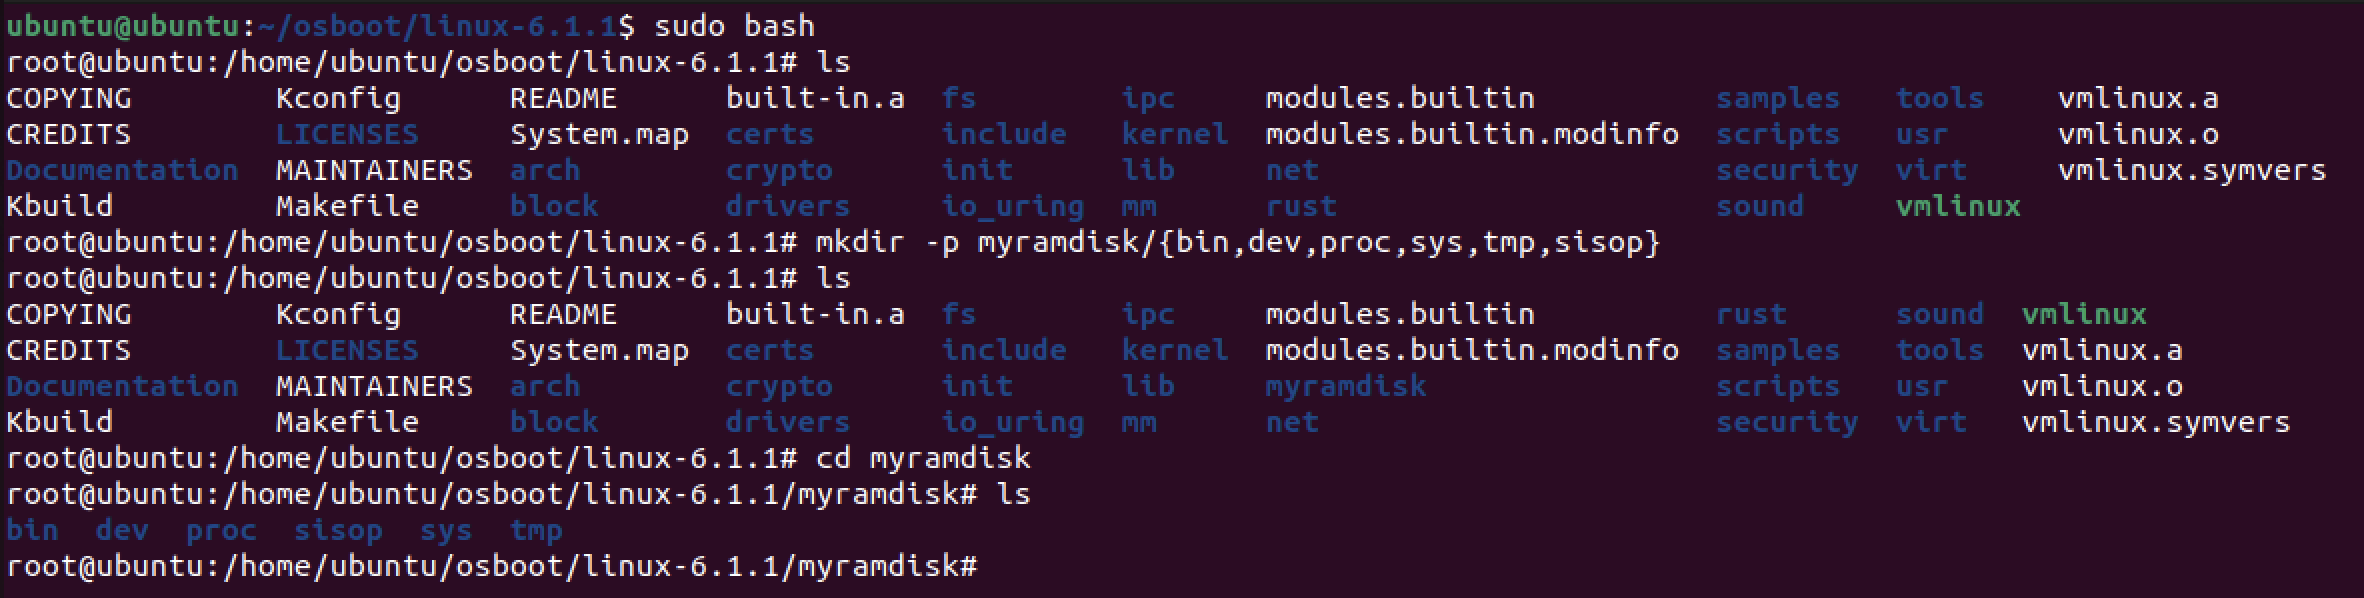 ubuntu@ubuntu:~/osboot/linux-6.1.1$ sudo bash
root@ubuntu:/home/ubuntu/osboot/linux-6.1.1# ls
COPYING        Kconfig      README      built-in.a  fs        ipc     modules.builtin          samples   tools    vmlinux.a
CREDITS        LICENSES     System.map  certs       include   kernel  modules.builtin.modinfo  scripts   usr      vmlinux.o
Documentation  MAINTAINERS  arch        crypto      init      lib     net                      security  virt     vmlinux.symvers
Kbuild         Makefile     block       drivers     io_uring  mm      rust                     sound     vmlinux
root@ubuntu:/home/ubuntu/osboot/linux-6.1.1# mkdir -p myramdisk/{bin,dev,proc,sys,tmp,sisop}
root@ubuntu:/home/ubuntu/osboot/linux-6.1.1# ls
COPYING        Kconfig      README      built-in.a  fs        ipc     modules.builtin          rust      sound  vmlinux
CREDITS        LICENSES     System.map  certs       include   kernel  modules.builtin.modinfo  samples   tools  vmlinux.a
Documentation  MAINTAINERS  arch        crypto      init      lib     myramdisk                scripts   usr    vmlinux.o
Kbuild         Makefile     block       drivers     io_uring  mm      net                      security  virt   vmlinux.symvers
root@ubuntu:/home/ubuntu/osboot/linux-6.1.1# cd myramdisk
root@ubuntu:/home/ubuntu/osboot/linux-6.1.1/myramdisk# ls
bin  dev  proc  sisop  sys  tmp
root@ubuntu:/home/ubuntu/osboot/linux-6.1.1/myramdisk#